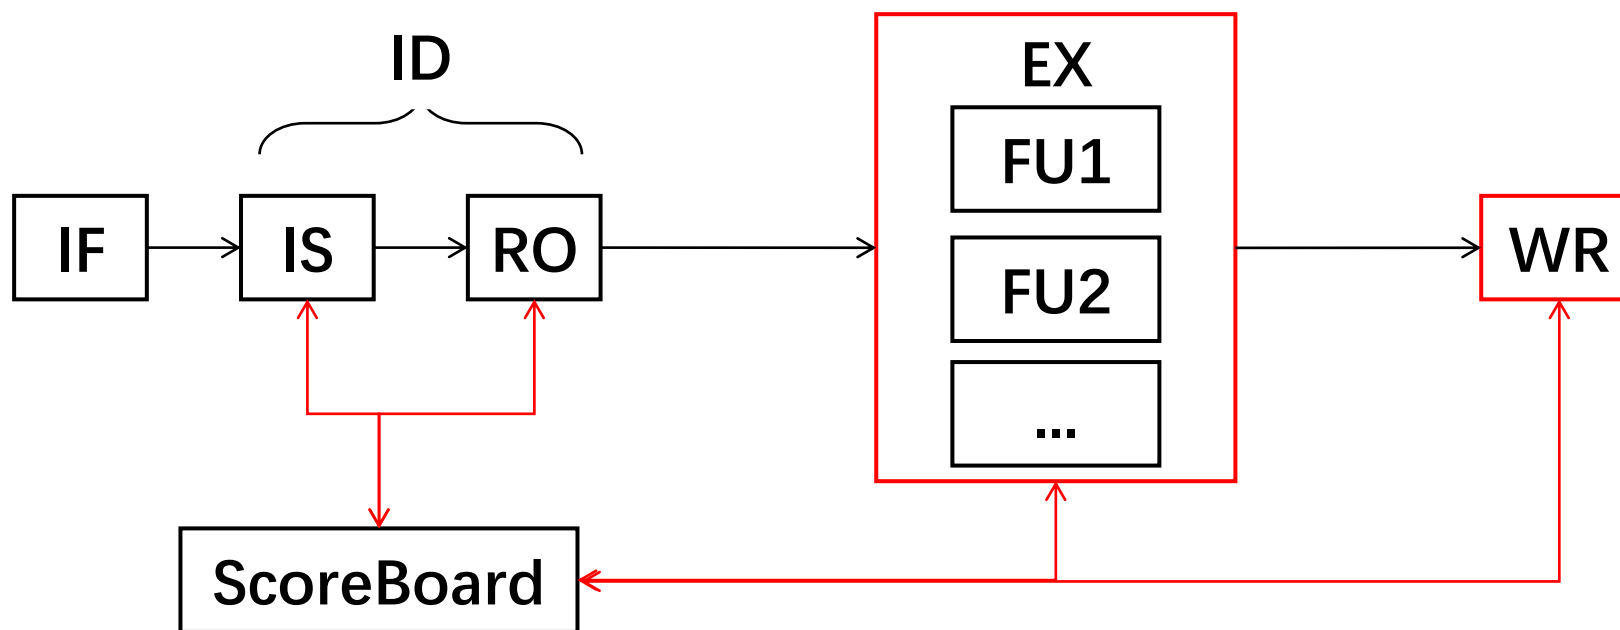 ID
EX
FU1
IF
IS
RO
WR
FU2
...
ScoreBoard